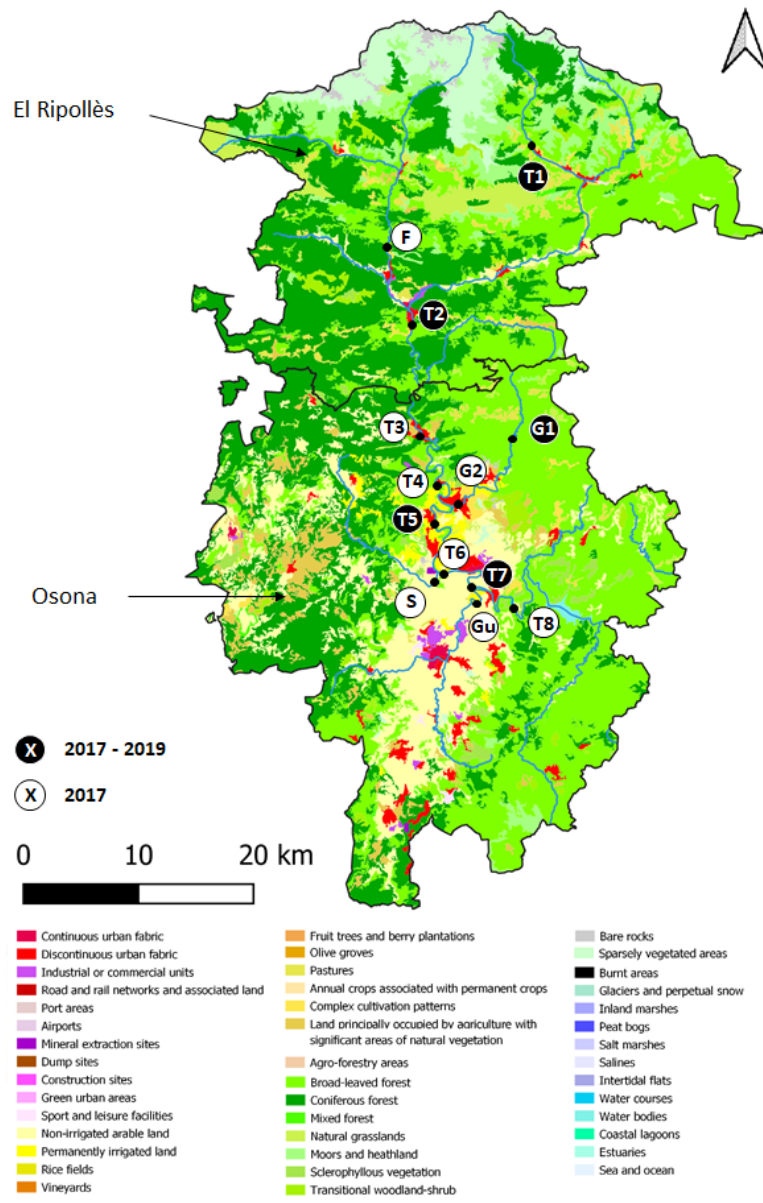 El Ripollès
T1
F
T2
T3
G1
G2
T4
T5
T6
T7
Osona
S
Gu
T8
X 2017 - 2019
X 2017
0 10 20 km
Continuous urban fabric
Discontinuous urban fabric
Industrial or commercial units
Road and rail networks and associated land
Port areas
Airports
Mineral extraction sites
Dump sites
Construction sites
Green urban areas
Sport and leisure facilities
Non-irrigated arable land
Permanently irrigated land
Rice fields
Vineyards
Fruit trees and berry plantations
Olive groves
Pastures
Annual crops associated with permanent crops
Complex cultivation patterns
Land principally occupied by agriculture with
significant areas of natural vegetation
Agro-forestry areas
Broad-leaved forest
Coniferous forest
Mixed forest
Natural grasslands
Moors and heathland
Sclerophyllous vegetation
Transitional woodland-shrub
Bare rocks
Sparsely vegetated areas
Burnt areas
Glaciers and perpetual snow
Inland marshes
Peat bogs
Salt marshes
Salines
Intertidal flats
Water courses
Water bodies
Coastal lagoons
Estuaries
Sea and ocean